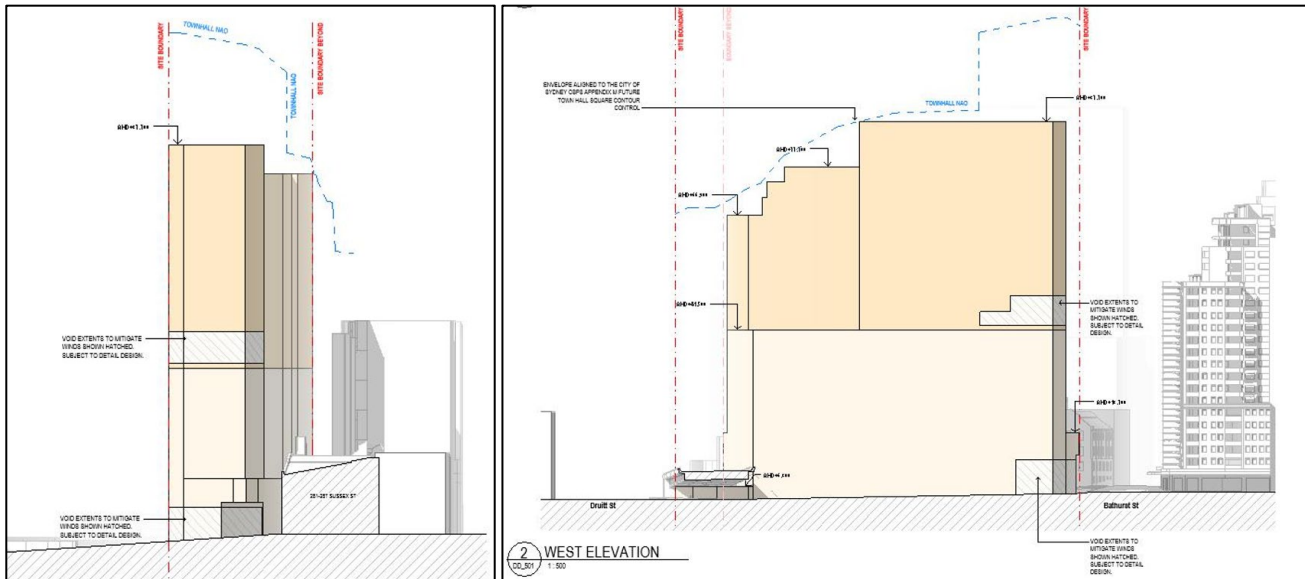 SITE BOUNDARY
TOWNHALL NAO
TOWNHALL NAO
SITE BOUNDARY BEYOND
VOID EXTENTS TO MITIGATE
WINDS SHOWN HATCHED.
SUBJECT TO DETAIL DESIGN.
251-257 SUSSEX ST
VOID EXTENTS TO MITIGATE
WINDS SHOWN HATCHED.
SUBJECT TO DETAIL DESIGN.
SITE BOUNDARY
BOUNDARY BEYOND
SITE BOUNDARY
ENVELOPE ALIGNED TO THE CITY OF
SYDNEY CSPS APPENDIX M FUTURE
TOWN HALL SQUARE CONTOUR
CONTROL
TOWNHALL NAO
VOID EXTENTS TO
MITIGATE WINDS
SHOWN HATCHED.
SUBJECT TO DETAIL
DESIGN.
Druitt St
Bathurst St
VOID EXTENTS TO
MITIGATE WINDS
SHOWN HATCHED.
SUBJECT TO DETAIL
DESIGN.
2
WEST ELEVATION
DD_501
1 : 500